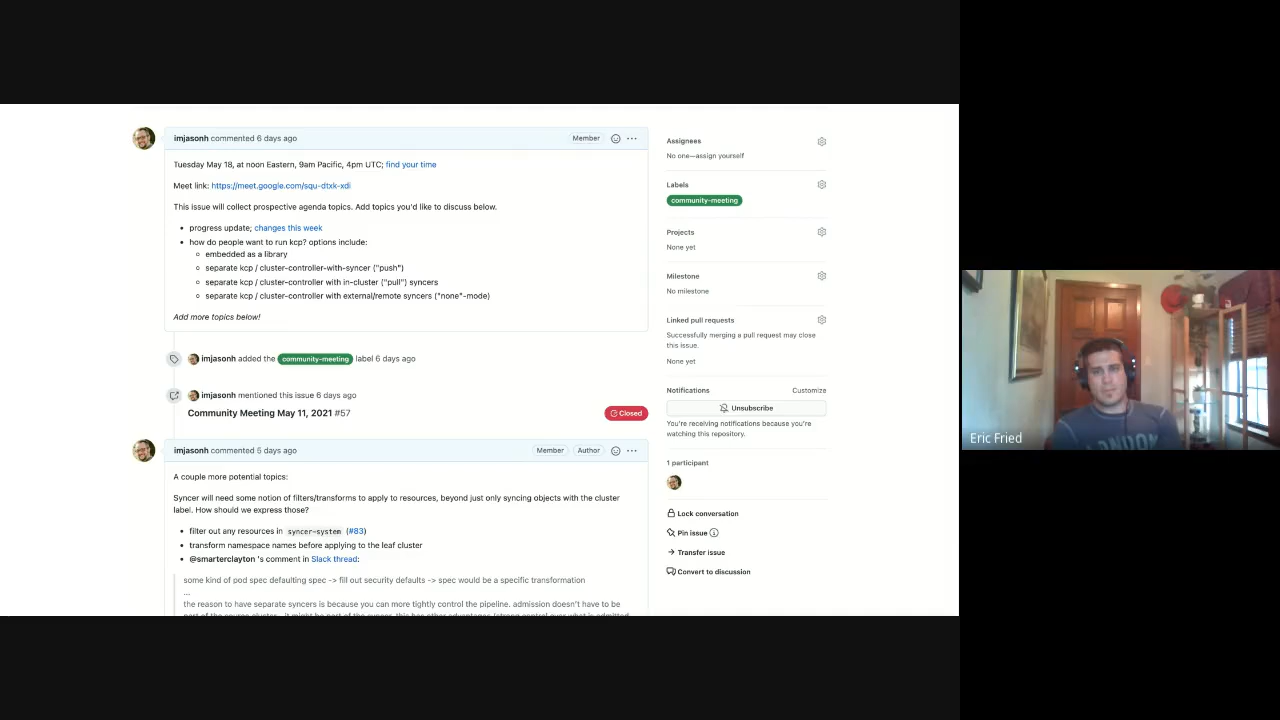 imjasonh commented 6 days ago
Member
Tuesday May 18, at noon Eastern, 9am Pacific, 4pm UTC; find your time
Meet link: https://meet.google.com/squ-dtxk-xdi
This issue will collect prospective agenda topics. Add topics you'd like to discuss below.
• progress update; changes this week
• how do people want to run kcp? options include:
◦ embedded as a library
◦ separate kcp / cluster-controller-with-syncer ("push")
◦ separate kcp / cluster-controller with in-cluster ("pull") syncers
◦ separate kcp / cluster-controller with external/remote syncers ("none"-mode)
Add more topics below!
imjasonh added the community-meeting label 6 days ago
imjasonh mentioned this issue 6 days ago
Community Meeting May 11, 2021 #57
Closed
imjasonh commented 5 days ago
Member
Author
A couple more potential topics:
Syncer will need some notion of filters/transforms to apply to resources, beyond just only syncing objects with the cluster
label. How should we express those?
• filter out any resources in syncer-system (#83)
• transform namespace names before applying to the leaf cluster
• @smarterclayton 's comment in Slack thread:
some kind of pod spec defaulting spec -> fill out security defaults -> spec would be a specific transformation
...
the reason to have separate syncers is because you can more tightly control the pipeline. admission doesn't have to be
Assignees
No one—assign yourself
Labels
community-meeting
Projects
None yet
Milestone
No milestone
Linked pull requests
Successfully merging a pull request may close
this issue.
None yet
Notifications
Customize
Unsubscribe
You're receiving notifications because you're
watching this repository.
1 participant
Lock conversation
Pin issue
Transfer issue
Convert to discussion
LONDON
Eric Fried